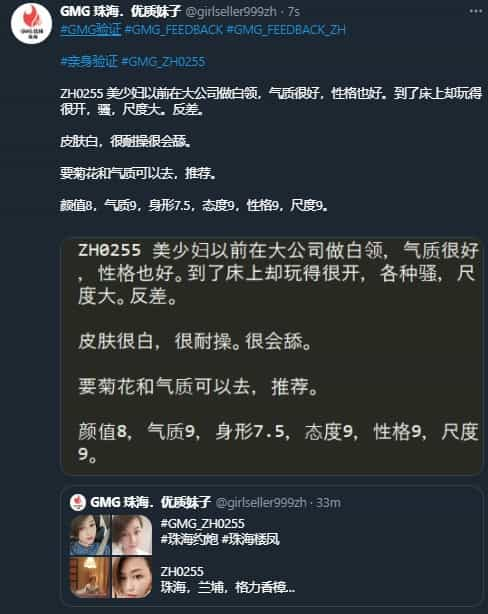 GMG 珠海．优质妹子 @girlseller999zh · 7s
#GMG验证 #GMG_FEEDBACK #GMG_FEEDBACK_ZH
#亲身验证 #GMG_ZH0255
ZH0255 美少妇以前在大公司做白领，气质很好，性格也好。到了床上却玩得
很开，骚，尺度大。反差。
皮肤白，很耐操很会舔。
要菊花和气质可以去，推荐。
颜值8，气质9，身形7.5，态度9，性格9，尺度9。
ZH0255 美少妇以前在大公司做白领，气质很好
，性格也好。到了床上却玩得很开，各种骚，尺
度大。反差。
皮肤很白，很耐操。很会舔。
要菊花和气质可以去，推荐。
颜值8，气质9，身形7.5，态度9，性格9，尺度
9。
GMG 珠海．优质妹子 @girlseller999zh · 33m
#GMG_ZH0255
#珠海约炮 #珠海楼凤
ZH0255
珠海，兰埔，格力香樟...